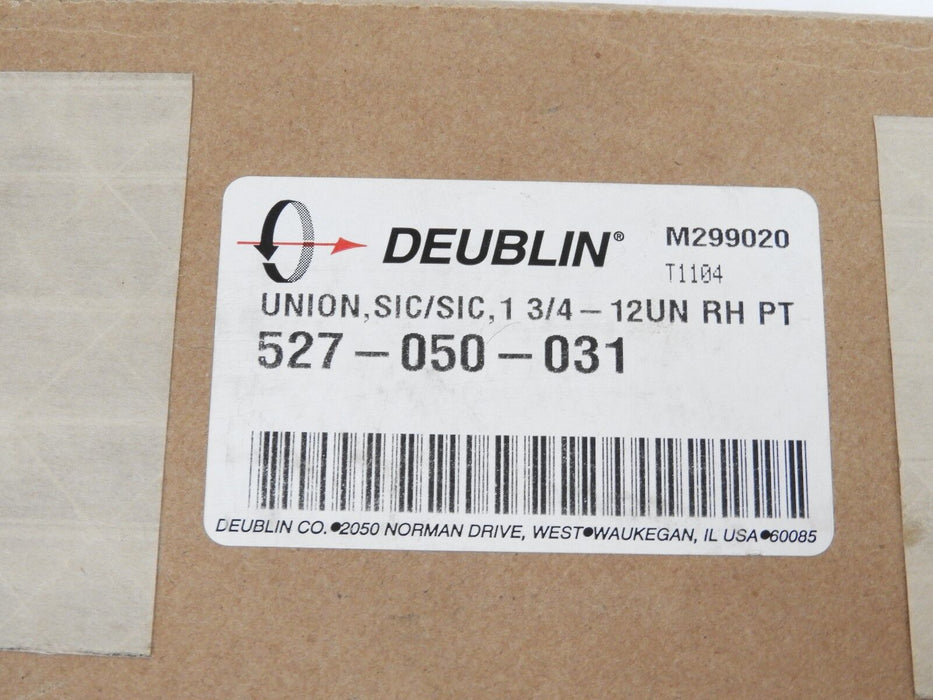 DEUBLIN® M299020
T1104
UNION,SIC/SIC,1 3/4-12UN RH PT
527-050-031
DEUBLIN CO.●2050 NORMAN DRIVE, WEST●WAUKEGAN, IL USA●60085